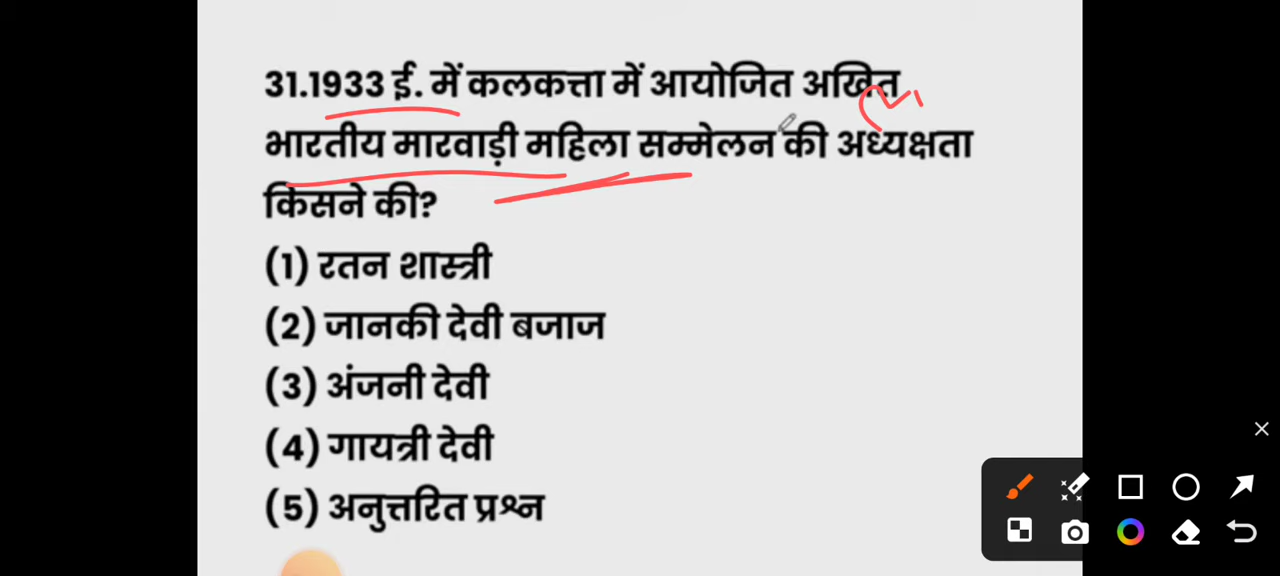 31.1933 ई. में कलकत्ता में आयोजित अखित
भारतीय मारवाड़ी महिला सम्मेलन की अध्यक्षता
किसने की?
(1) रतन शास्त्री
(2) जानकी देवी बजाज
(3) अंजनी देवी
(4) गायत्री देवी
(5) अनुत्तरित प्रश्न